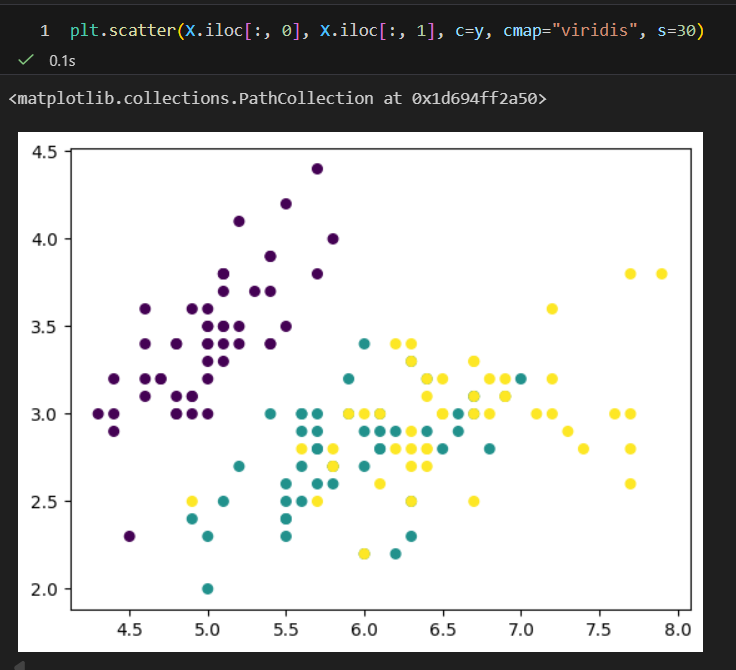 1 plt.scatter(X.iloc[:, 0], X.iloc[:, 1], c=y, cmap="viridis", s=30)
0.1s
<matplotlib.collections.PathCollection at 0x1d694ff2a50>
4.5
4.0
3.5
3.0
2.5
2.0
4.5 5.0 5.5 6.0 6.5 7.0 7.5 8.0